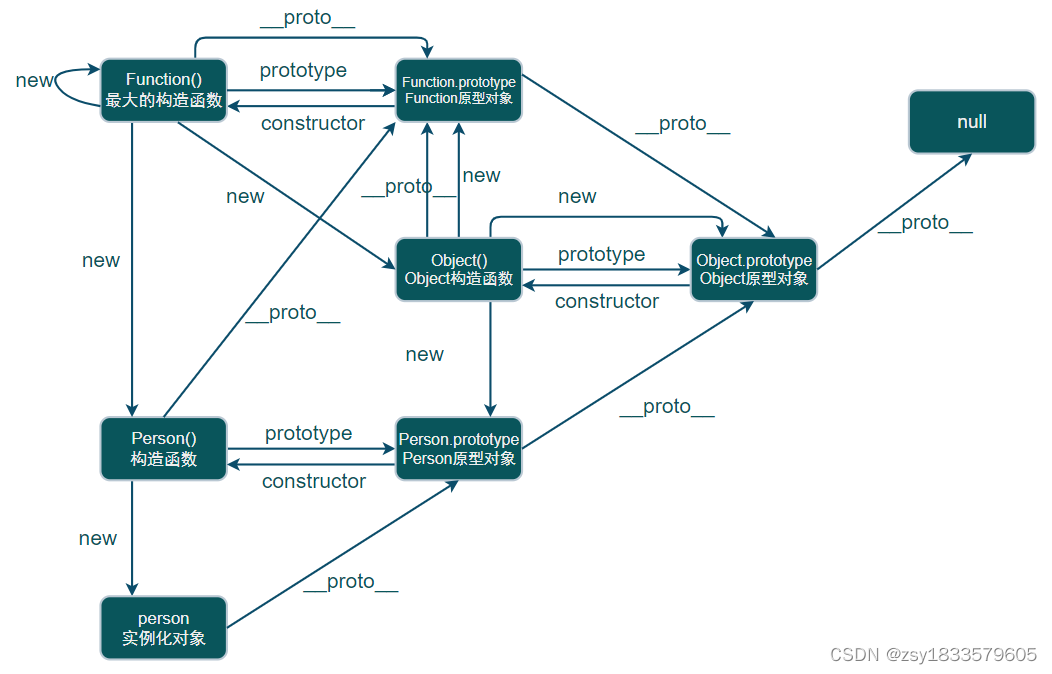 __proto__
new
Function()
最大的构造函数
prototype
constructor
Function.prototype
Function原型对象
__proto__
null
new
__proto__
new
new
__proto__
new
Object()
Object构造函数
prototype
constructor
Object.prototype
Object原型对象
__proto__
new
__proto__
Person()
构造函数
prototype
constructor
Person.prototype
Person原型对象
new
__proto__
person
实例化对象
CSDN @zsy1833579605